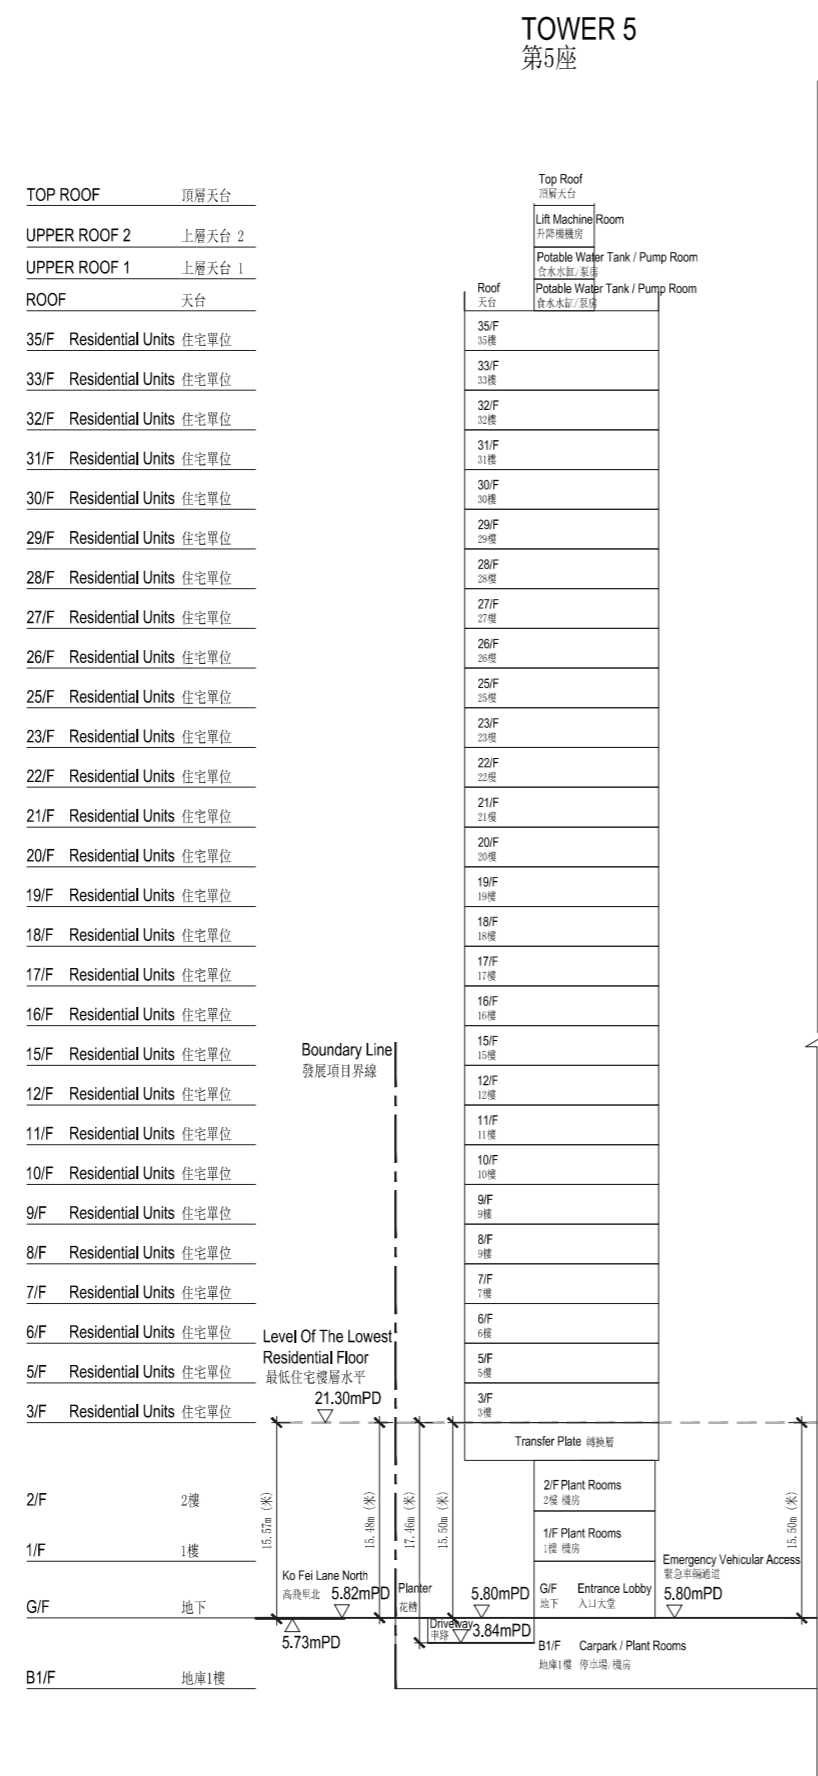 TOWER 5
第5座
TOP ROOF 頂層天台
UPPER ROOF 2 上層天台 2
UPPER ROOF 1 上層天台 1
ROOF 天台
35/F Residential Units 住宅單位
33/F Residential Units 住宅單位
32/F Residential Units 住宅單位
31/F Residential Units 住宅單位
30/F Residential Units 住宅單位
29/F Residential Units 住宅單位
28/F Residential Units 住宅單位
27/F Residential Units 住宅單位
26/F Residential Units 住宅單位
25/F Residential Units 住宅單位
23/F Residential Units 住宅單位
22/F Residential Units 住宅單位
21/F Residential Units 住宅單位
20/F Residential Units 住宅單位
19/F Residential Units 住宅單位
18/F Residential Units 住宅單位
17/F Residential Units 住宅單位
16/F Residential Units 住宅單位
15/F Residential Units 住宅單位
12/F Residential Units 住宅單位
11/F Residential Units 住宅單位
10/F Residential Units 住宅單位
9/F Residential Units 住宅單位
8/F Residential Units 住宅單位
7/F Residential Units 住宅單位
6/F Residential Units 住宅單位
5/F Residential Units 住宅單位
3/F Residential Units 住宅單位
2/F 2樓
1/F 1樓
G/F 地下
B1/F 地庫1樓
Top Roof
頂層天台
Lift Machine Room
升降機機房
Potable Water Tank / Pump Room
食水水缸/泵房
Potable Water Tank / Pump Room
食水水缸/泵房
Roof
天台
35/F
35樓
33/F
33樓
32/F
32樓
31/F
31樓
30/F
30樓
29/F
29樓
28/F
28樓
27/F
27樓
26/F
26樓
25/F
25樓
23/F
23樓
22/F
22樓
21/F
21樓
20/F
20樓
19/F
19樓
18/F
18樓
17/F
17樓
16/F
16樓
15/F
15樓
12/F
12樓
11/F
11樓
10/F
10樓
9/F
9樓
8/F
9樓
7/F
7樓
6/F
6樓
5/F
5樓
3/F
3樓
Transfer Plate 轉換層
2/F Plant Rooms
2樓 機房
1/F Plant Rooms
1樓 機房
G/F Entrance Lobby
地下 入口大堂
B1/F Carpark / Plant Rooms
地庫1樓 停車場/機房
Boundary Line
發展項目界線
Level Of The Lowest
Residential Floor
最低住宅樓層水平
21.30mPD
15.57m (米)
15.48m (米)
17.46m (米)
15.50m (米)
15.50m (米)
Ko Fei Lane North
高飛里北
5.82mPD
5.73mPD
Planter
花槽
5.80mPD
Driveway
車路
3.84mPD
Emergency Vehicular Access
緊急車輛通道
5.80mPD